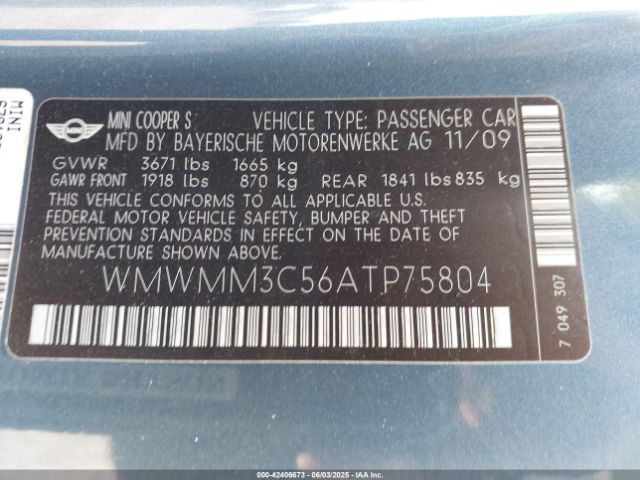 MINI COOPER S VEHICLE TYPE: PASSENGER CAR
MFD BY BAYERISCHE MOTORENWERKE AG 11/09
GVWR 3671 lbs 1665 kg
GAWR FRONT 1918 lbs 870 kg REAR 1841 lbs 835 kg
THIS VEHICLE CONFORMS TO ALL APPLICABLE U.S.
FEDERAL MOTOR VEHICLE SAFETY, BUMPER AND THEFT
PREVENTION STANDARDS IN EFFECT ON THE DATE OF
MANUFACTURE SHOWN ABOVE.
WMWMM3C56ATP75804
7 049 307
MINI
IAA-42406673 - 06/03/2025 - COPYRIGHT IAA, LLC.